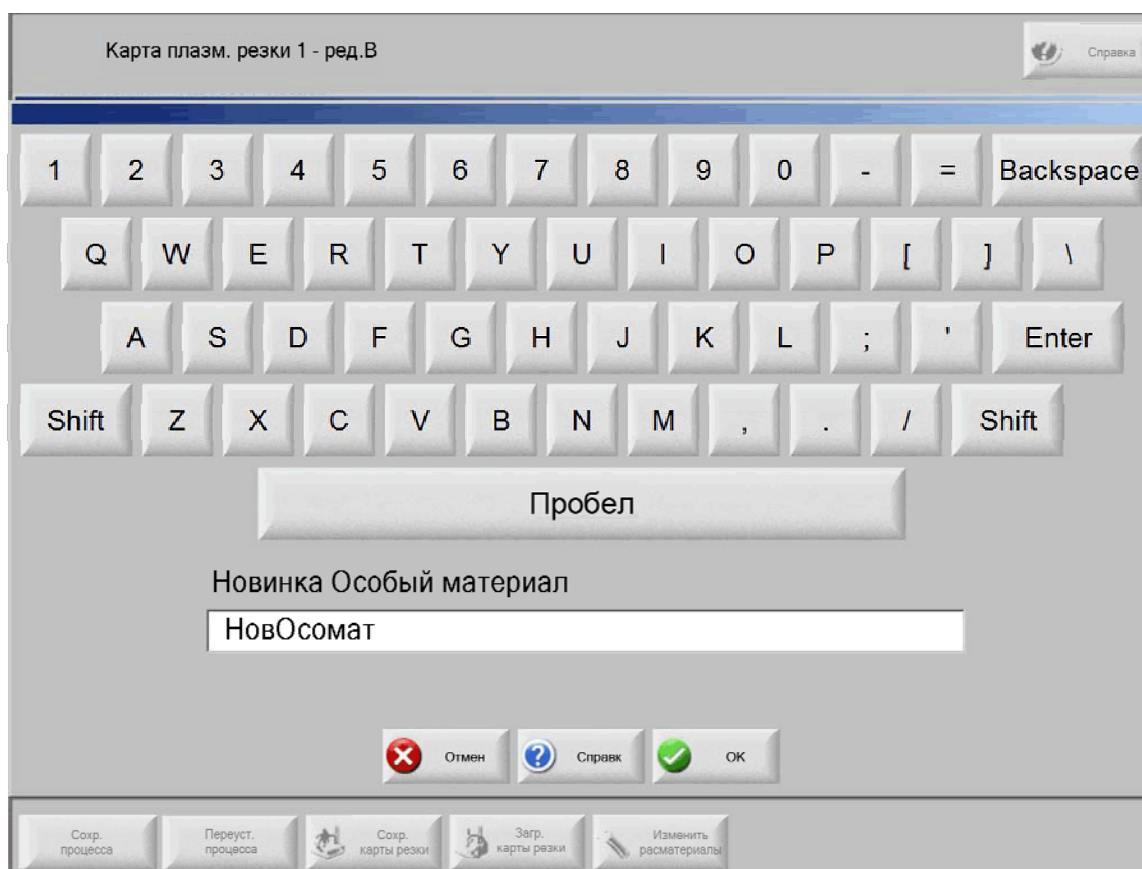 Карта плазм. резки 1 - ред.В
Справка
1 2 3 4 5 6 7 8 9 0 - = Backspace
Q W E R T Y U I O P [ ] \
A S D F G H J K L ; ' Enter
Shift Z X C V B N M , . / Shift
Пробел
Новинка Особый материал
НовОсомат
Отмен Справк OK
Сохр. процесса
Переуст. процесса
Сохр. карты резки
Загр. карты резки
Изменить расматериалы